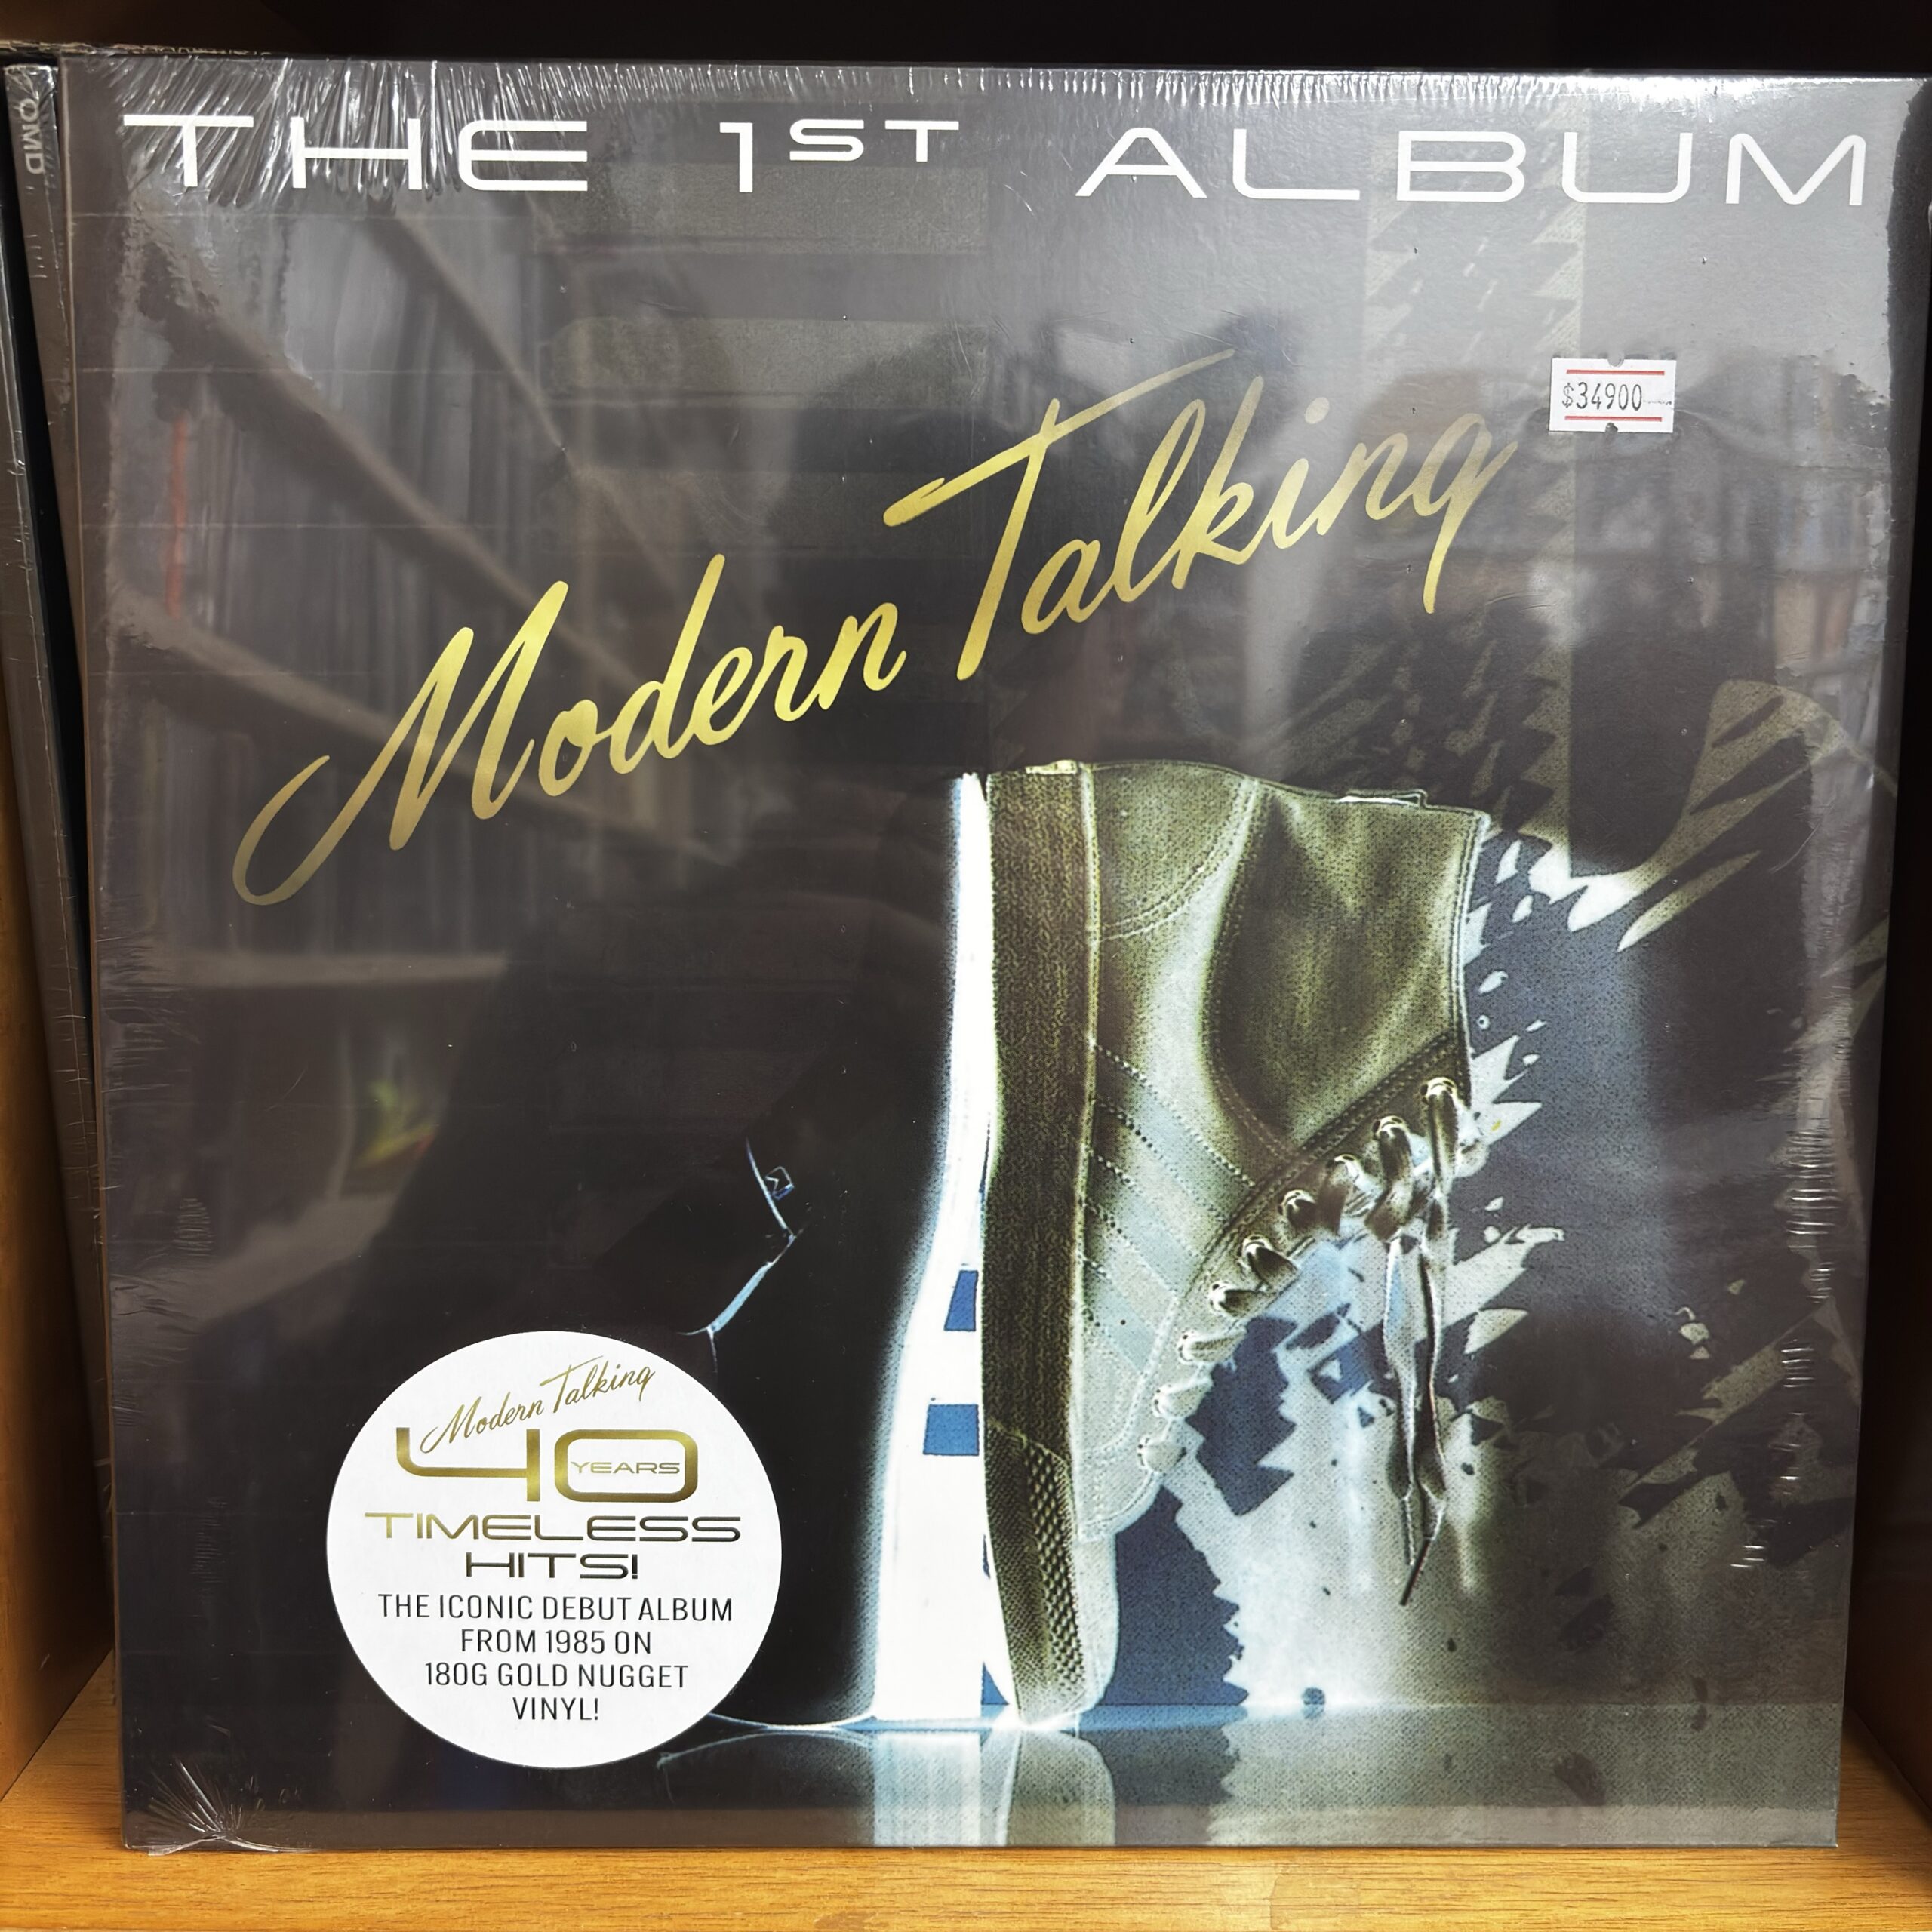 OMD
THE 1ST ALBUM
$34900
Modern Talking
Modern Talking
40
YEARS
TIMELESS
HITS!
THE ICONIC DEBUT ALBUM
FROM 1985 ON
180G GOLD NUGGET
VINYL!